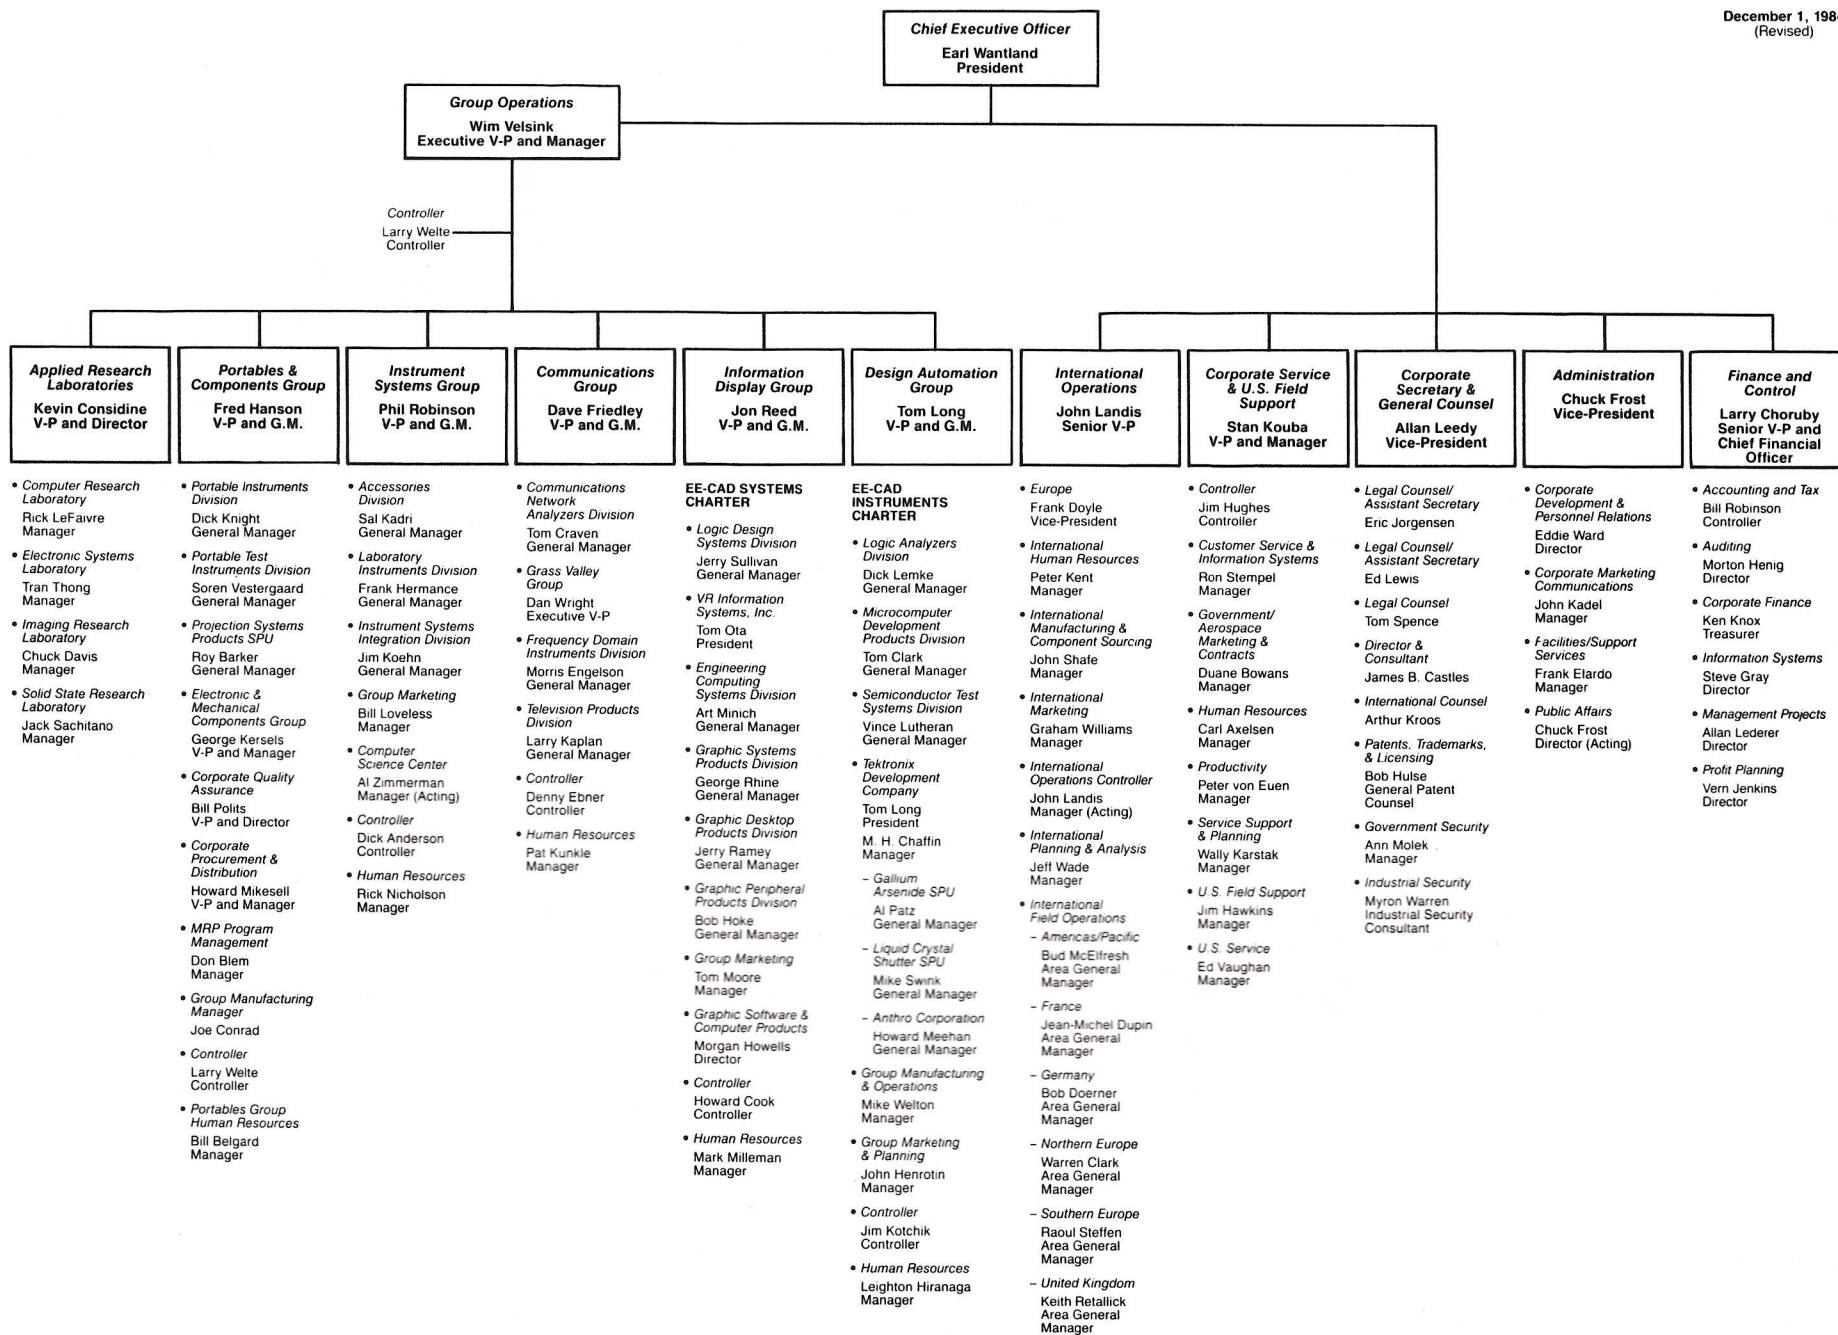 December 1, 198
(Revised)
Chief Executive Officer
Earl Wantland
President
Group Operations
Wim Velsink
Executive V-P and Manager
Controller
Larry Welte
Controller
Applied Research
Laboratories
Kevin Considine
V-P and Director
• Computer Research
Laboratory
Rick LeFaivre
Manager
• Electronic Systems
Laboratory
Tran Thong
Manager
• Imaging Research
Laboratory
Chuck Davis
Manager
• Solid State Research
Laboratory
Jack Sachitano
Manager
Portables &
Components Group
Fred Hanson
V-P and G.M.
• Portable Instruments
Division
Dick Knight
General Manager
• Portable Test
Instruments Division
Soren Vestergaard
General Manager
• Projection Systems
Products SPU
Roy Barker
General Manager
• Electronic &
Mechanical
Components Group
George Kersels
V-P and Manager
• Corporate Quality
Assurance
Bill Polits
V-P and Director
• Corporate
Procurement &
Distribution
Howard Mikesell
V-P and Manager
• MRP Program
Management
Don Blem
Manager
• Group Manufacturing
Manager
Joe Conrad
• Controller
Larry Welte
Controller
• Portables Group
Human Resources
Bill Belgard
Manager
Instrument
Systems Group
Phil Robinson
V-P and G.M.
• Accessories
Division
Sal Kadri
General Manager
• Laboratory
Instruments Division
Frank Hermance
General Manager
• Instrument Systems
Integration Division
Jim Koehn
General Manager
• Group Marketing
Bill Loveless
Manager
• Computer
Science Center
Al Zimmerman
Manager (Acting)
• Controller
Dick Anderson
Controller
• Human Resources
Rick Nicholson
Manager
Communications
Group
Dave Friedley
V-P and G.M.
• Communications
Network
Analyzers Division
Tom Craven
General Manager
• Grass Valley
Group
Dan Wright
Executive V-P
• Frequency Domain
Instruments Division
Morris Engelson
General Manager
• Television Products
Division
Larry Kaplan
General Manager
• Controller
Denny Ebner
Controller
• Human Resources
Pat Kunkle
Manager
Information
Display Group
Jon Reed
V-P and G.M.
EE-CAD SYSTEMS
CHARTER
• Logic Design
Systems Division
Jerry Sullivan
General Manager
• VR Information
Systems, Inc.
Tom Ota
President
• Engineering
Computing
Systems Division
Art Minich
General Manager
• Graphic Systems
Products Division
George Rhine
General Manager
• Graphic Desktop
Products Division
Jerry Ramey
General Manager
• Graphic Peripheral
Products Division
Bob Hoke
General Manager
• Group Marketing
Tom Moore
Manager
• Graphic Software &
Computer Products
Morgan Howells
Director
• Controller
Howard Cook
Controller
• Human Resources
Mark Milleman
Manager
Design Automation
Group
Tom Long
V-P and G.M.
EE-CAD
INSTRUMENTS
CHARTER
• Logic Analyzers
Division
Dick Lemke
General Manager
• Microcomputer
Development
Products Division
Tom Clark
General Manager
• Semiconductor Test
Systems Division
Vince Lutheran
General Manager
• Tektronix
Development
Company
Tom Long
President
M. H. Chaffin
Manager
– Gallium
Arsenide SPU
Al Patz
General Manager
– Liquid Crystal
Shutter SPU
Mike Swink
General Manager
– Anthro Corporation
Howard Meehan
General Manager
• Group Manufacturing
& Operations
Mike Welton
Manager
• Group Marketing
& Planning
John Henrotin
Manager
• Controller
Jim Kotchik
Controller
• Human Resources
Leighton Hiranaga
Manager
International
Operations
John Landis
Senior V-P
• Europe
Frank Doyle
Vice-President
• International
Human Resources
Peter Kent
Manager
• International
Manufacturing &
Component Sourcing
John Shafe
Manager
• International
Marketing
Graham Williams
Manager
• International
Operations Controller
John Landis
Manager (Acting)
• International
Planning & Analysis
Jeff Wade
Manager
• International
Field Operations
– Americas/Pacific
Bud McElfresh
Area General
Manager
– France
Jean-Michel Dupin
Area General
Manager
– Germany
Bob Doerner
Area General
Manager
– Northern Europe
Warren Clark
Area General
Manager
– Southern Europe
Raoul Steffen
Area General
Manager
– United Kingdom
Keith Retallick
Area General
Manager
Corporate Service
& U.S. Field
Support
Stan Kouba
V-P and Manager
• Controller
Jim Hughes
Controller
• Customer Service &
Information Systems
Ron Stempel
Manager
• Government/
Aerospace
Marketing &
Contracts
Duane Bowans
Manager
• Human Resources
Carl Axelsen
Manager
• Productivity
Peter von Euen
Manager
• Service Support
& Planning
Wally Karstak
Manager
• U.S. Field Support
Jim Hawkins
Manager
• U.S. Service
Ed Vaughan
Manager
Corporate
Secretary &
General Counsel
Allan Leedy
Vice-President
• Legal Counsel/
Assistant Secretary
Eric Jorgensen
• Legal Counsel/
Assistant Secretary
Ed Lewis
• Legal Counsel
Tom Spence
• Director &
Consultant
James B. Castles
• International Counsel
Arthur Kroos
• Patents, Trademarks,
& Licensing
Bob Hulse
General Patent
Counsel
• Government Security
Ann Molek
Manager
• Industrial Security
Myron Warren
Industrial Security
Consultant
Administration
Chuck Frost
Vice-President
• Corporate
Development &
Personnel Relations
Eddie Ward
Director
• Corporate Marketing
Communications
John Kadel
Manager
• Facilities/Support
Services
Frank Elardo
Manager
• Public Affairs
Chuck Frost
Director (Acting)
Finance and
Control
Larry Choruby
Senior V-P and
Chief Financial
Officer
• Accounting and Tax
Bill Robinson
Controller
• Auditing
Morton Henig
Director
• Corporate Finance
Ken Knox
Treasurer
• Information Systems
Steve Gray
Director
• Management Projects
Allan Lederer
Director
• Profit Planning
Vern Jenkins
Director